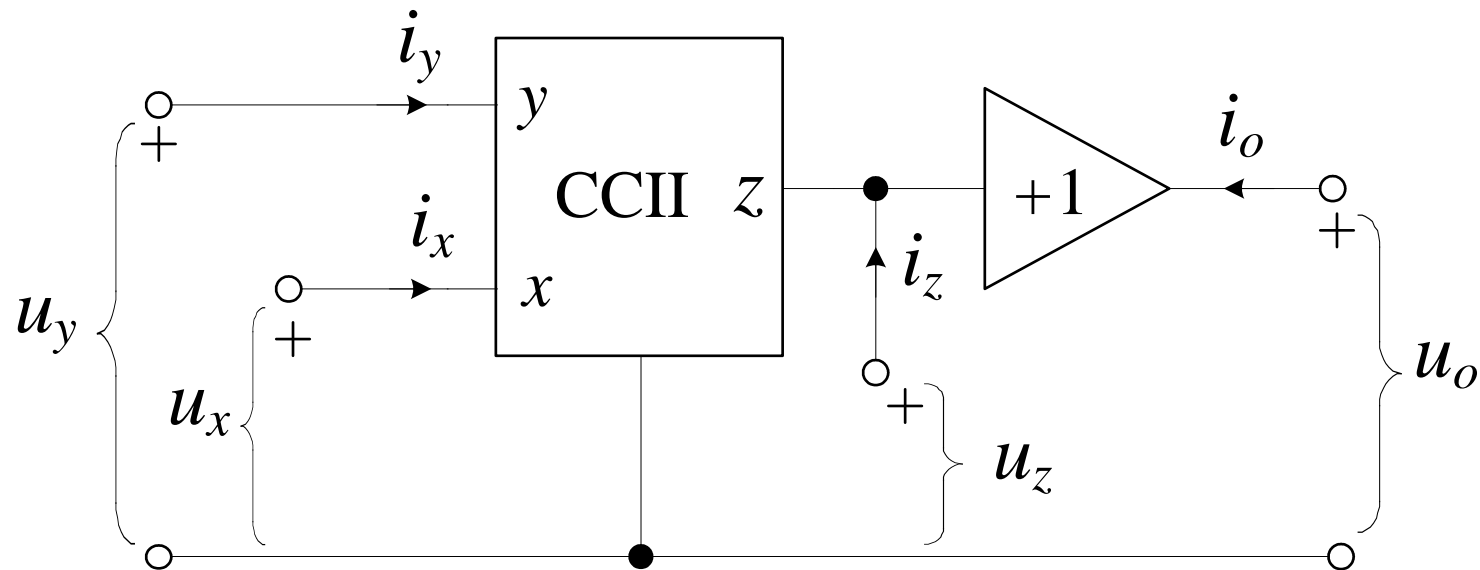 i_y
y
i_o
CCII z
+1
+
i_x
i_z
+
x
+
u_y
u_o
u_x
+
u_z